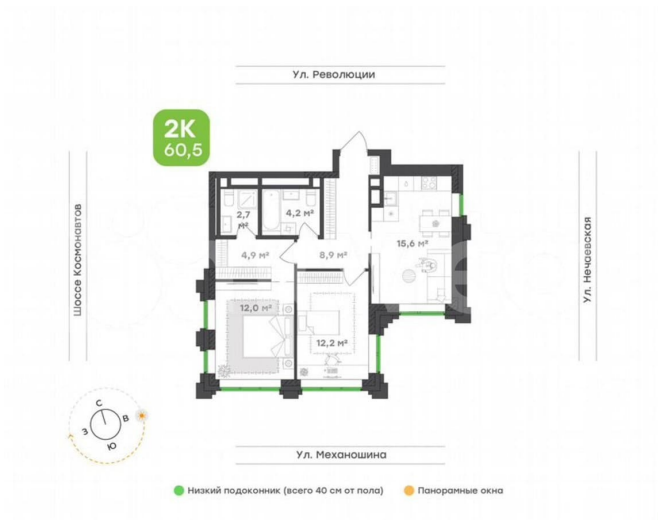 Ул. Революции
2К
60,5
Шоссе Космонавтов
Ул. Нечаевская
2,7 м²
4,2 м²
4,9 м²
8,9 м²
15,6 м²
12,0 м²
12,2 м²
С
В
З
Ю
Ул. Механошина
Низкий подоконник (всего 40 см от пола)
Панорамные окна